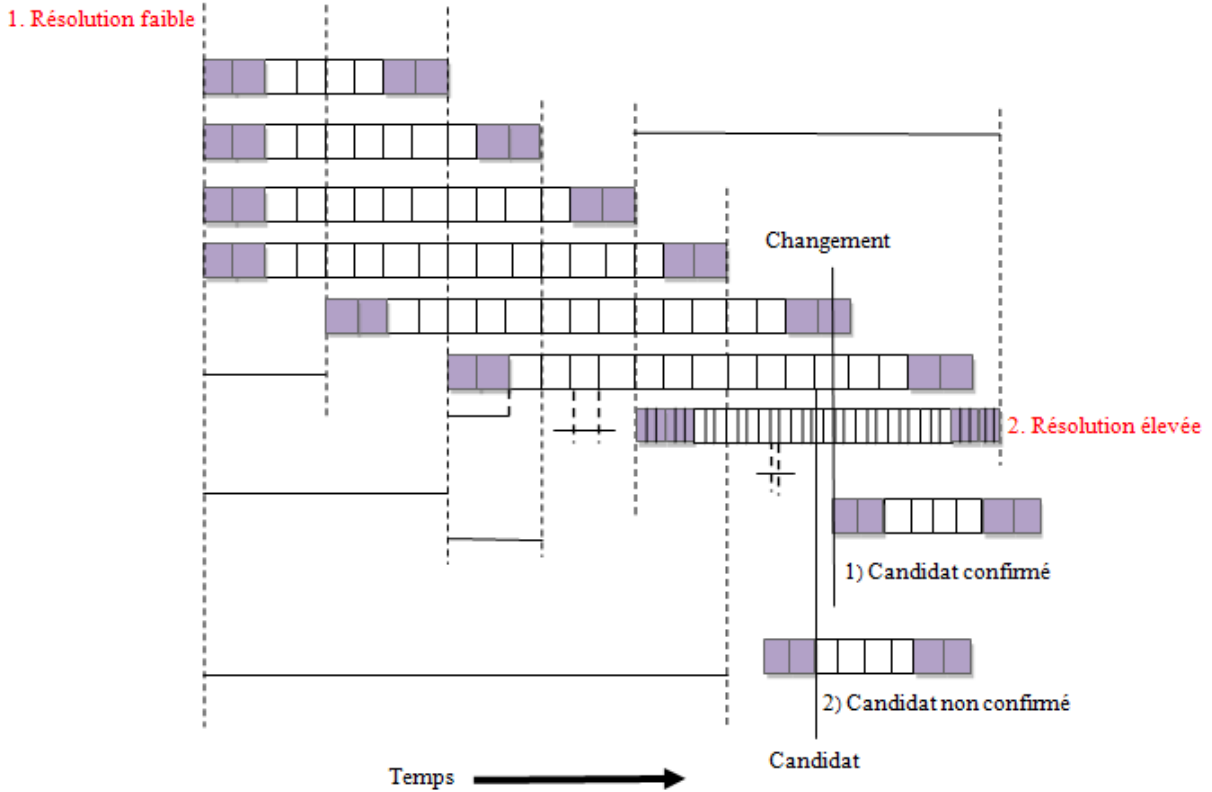 1. Résolution faible
Changement
2. Résolution élevée
1) Candidat confirmé
2) Candidat non confirmé
Candidat
Temps